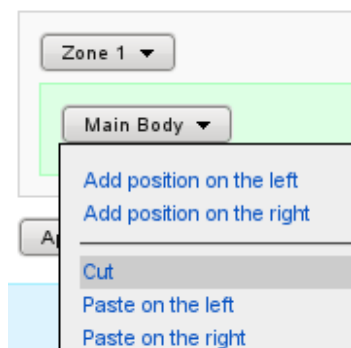 Zone 1
Main Body
Add position on the left
Add position on the right
Cut
Paste on the left
Paste on the right